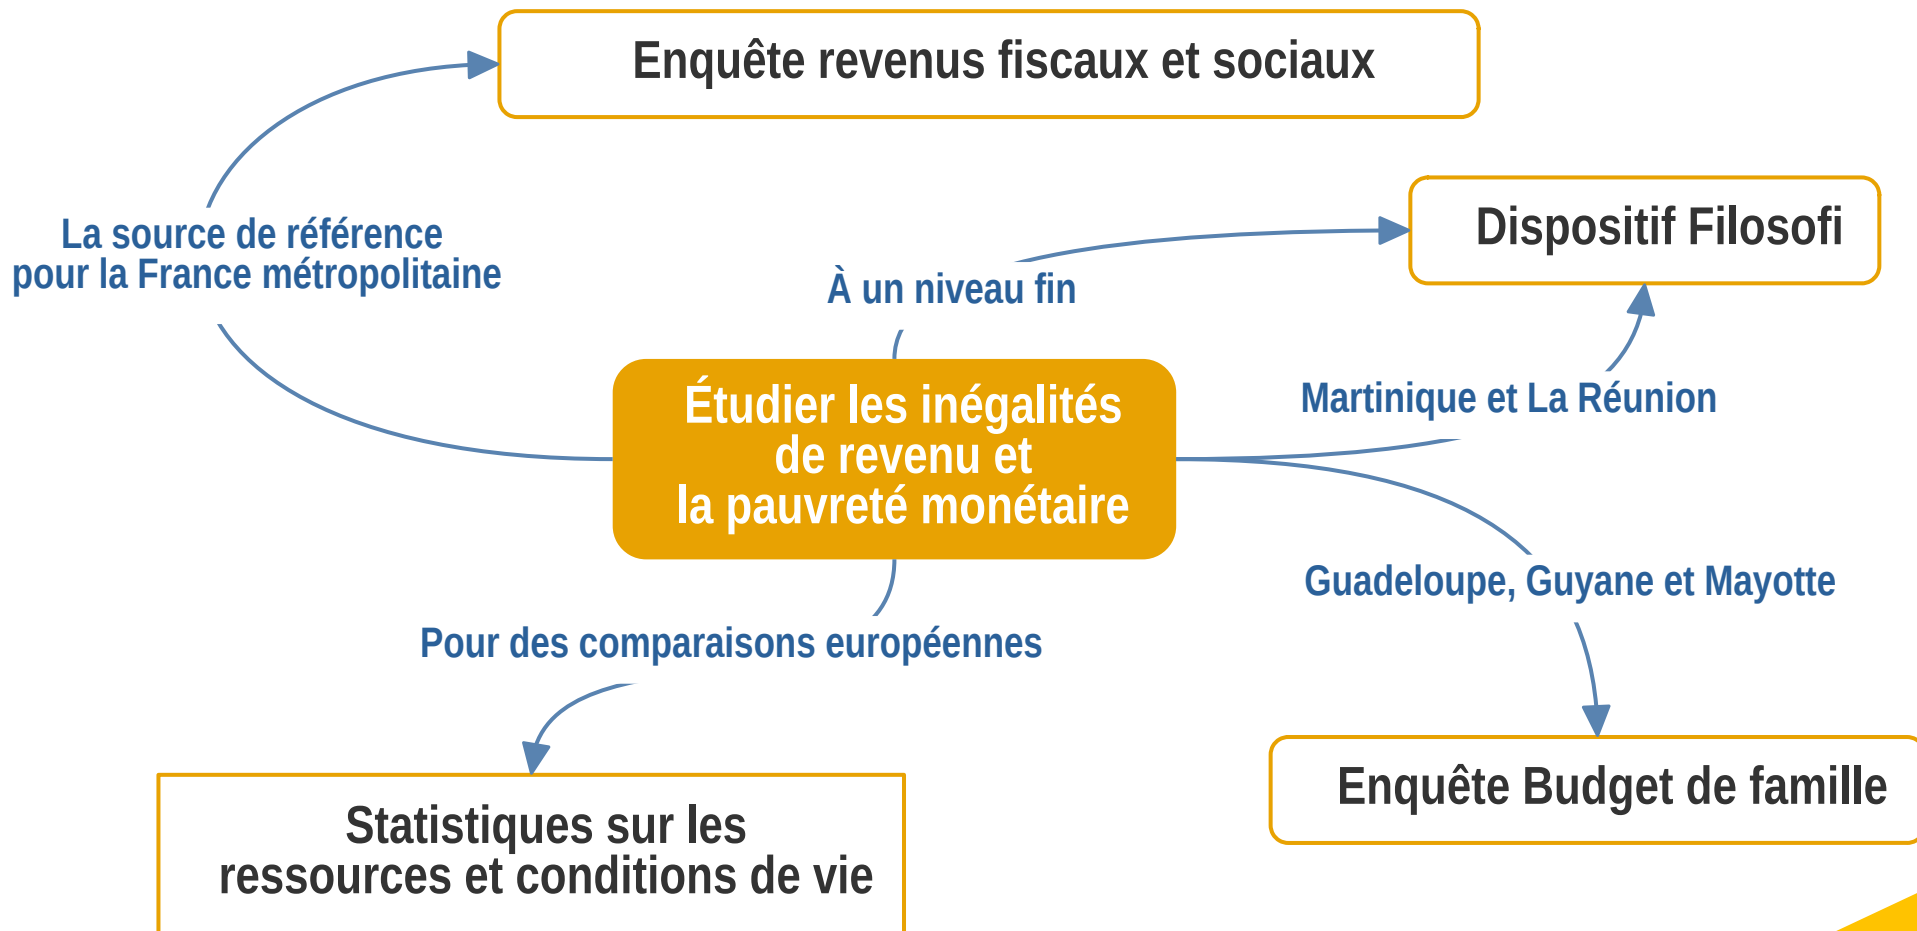 Enquête revenus fiscaux et sociaux
La source de référence
pour la France métropolitaine
À un niveau fin
Dispositif Filosofi
Étudier les inégalités
de revenu et
la pauvreté monétaire
Martinique et La Réunion
Guadeloupe, Guyane et Mayotte
Pour des comparaisons européennes
Enquête Budget de famille
Statistiques sur les
ressources et conditions de vie